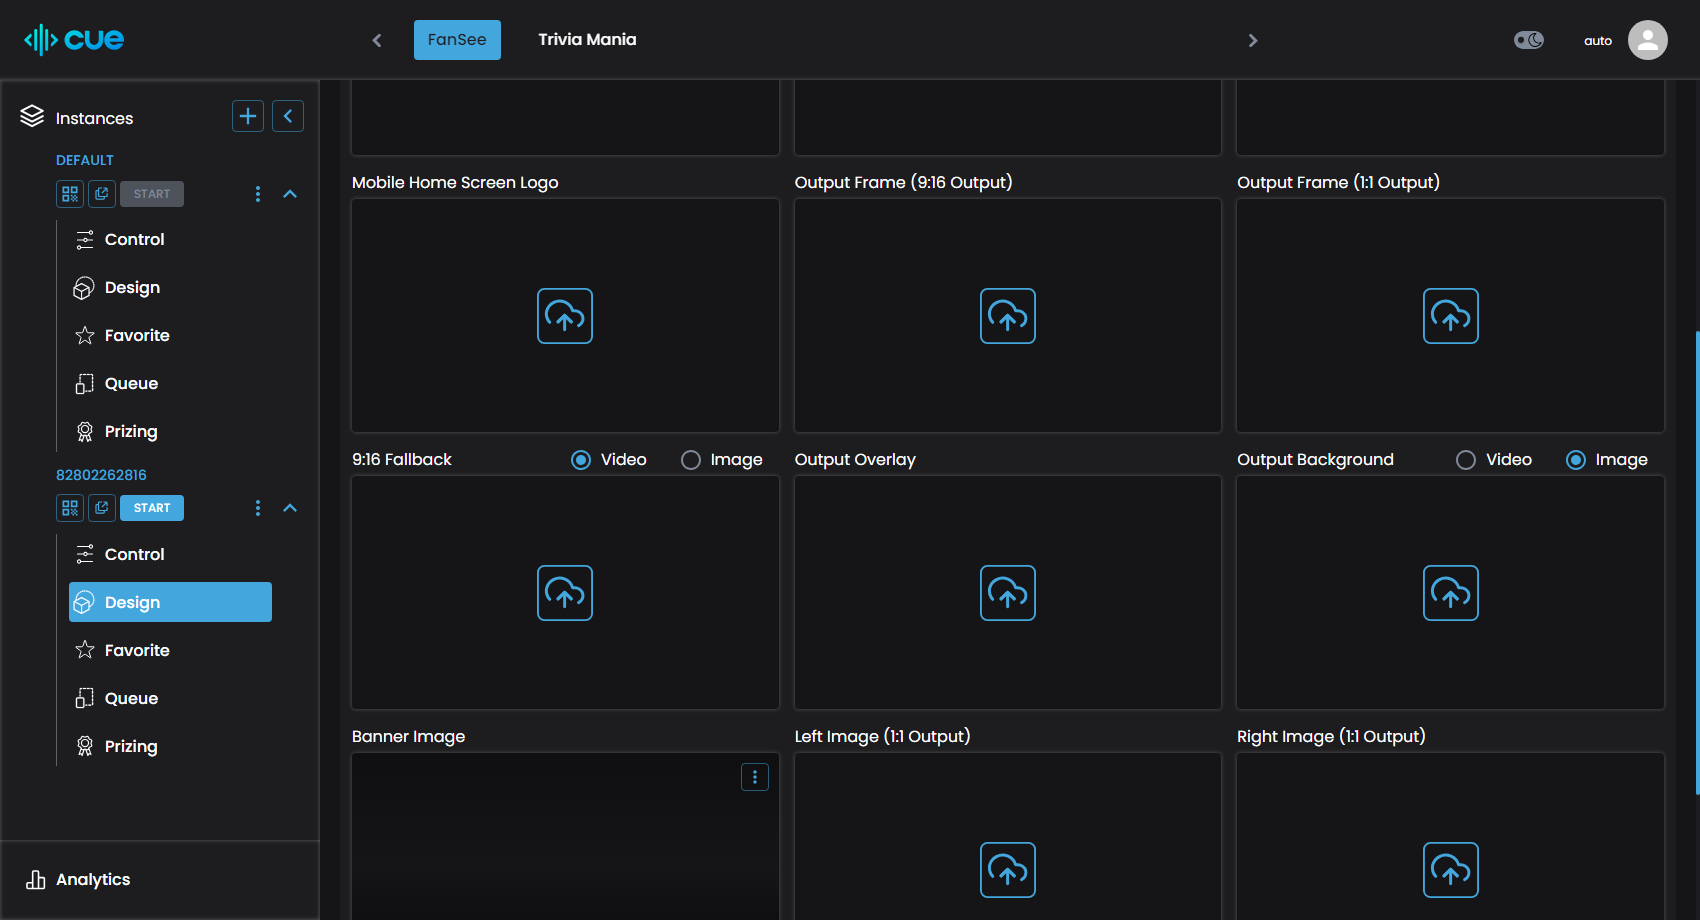 cue
FanSee
Trivia Mania
auto
Instances
DEFAULT
START
Control
Design
Favorite
Queue
Prizing
82802262816
START
Control
Design
Favorite
Queue
Prizing
Analytics
Mobile Home Screen Logo
Output Frame (9:16 Output)
Output Frame (1:1 Output)
9:16 Fallback
Video
Image
Output Overlay
Output Background
Video
Image
Banner Image
Left Image (1:1 Output)
Right Image (1:1 Output)